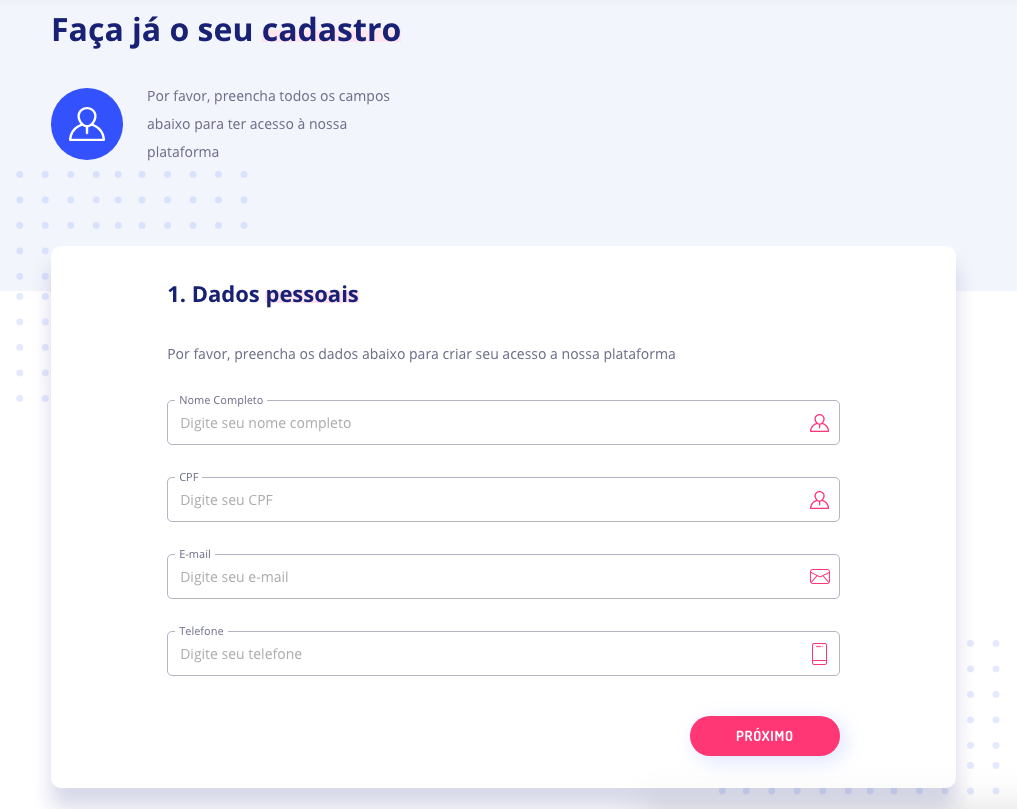 Faça já o seu cadastro
Por favor, preencha todos os campos
abaixo para ter acesso à nossa
plataforma
1. Dados pessoais
Por favor, preencha os dados abaixo para criar seu acesso a nossa plataforma
Nome Completo
Digite seu nome completo
CPF
Digite seu CPF
E-mail
Digite seu e-mail
Telefone
Digite seu telefone
PRÓXIMO